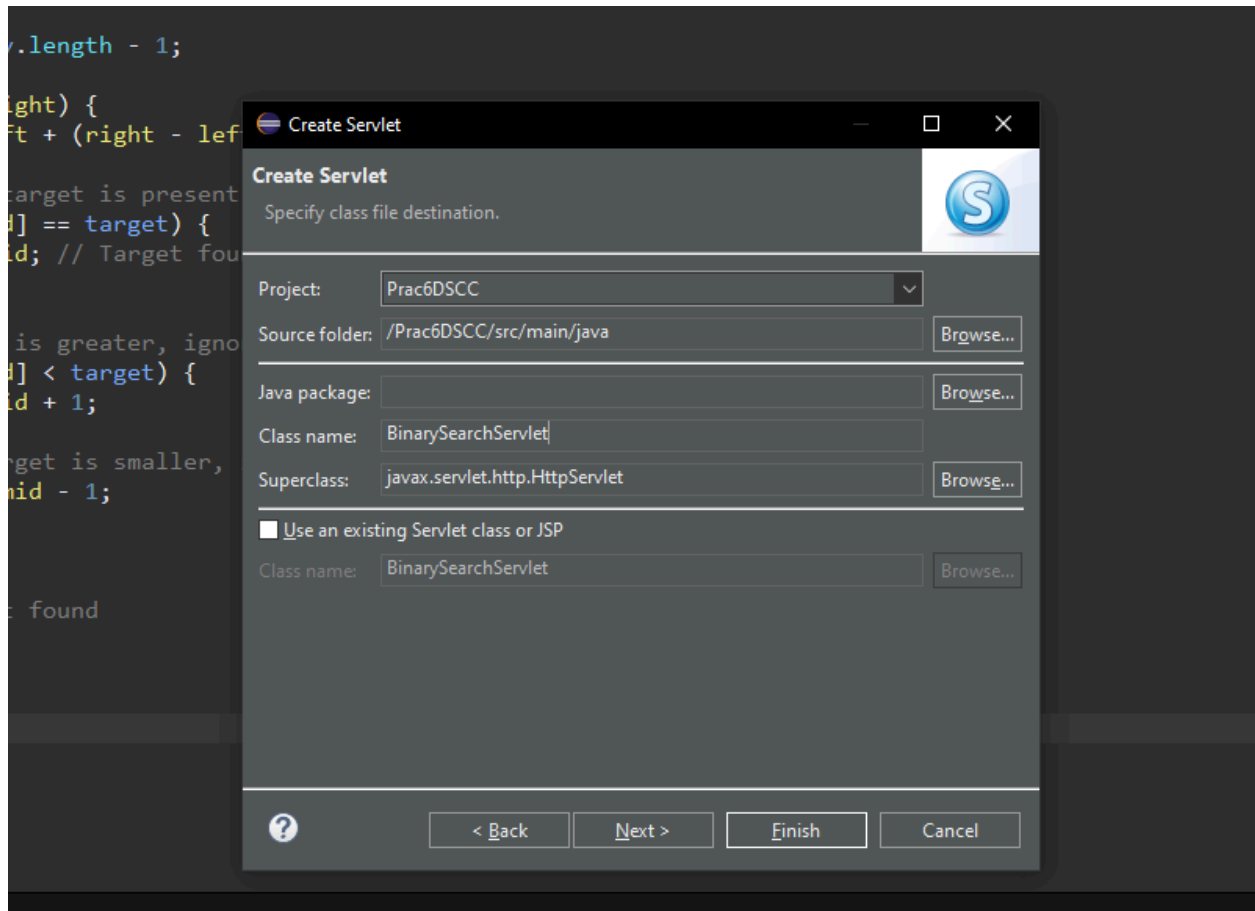 .length - 1;
ight) {
ft + (right - lef
target is present
d] == target) {
id; // Target fou
is greater, igno
d] < target) {
id + 1;
rget is smaller,
mid - 1;
t found
Create Servlet
Create Servlet
Specify class file destination.
S
Project: Prac6DSCC
Source folder: /Prac6DSCC/src/main/java Browse...
Java package: Browse...
Class name: BinarySearchServlet
Superclass: javax.servlet.http.HttpServlet Browse...
Use an existing Servlet class or JSP
Class name: BinarySearchServlet Browse...
? < Back Next > Finish Cancel